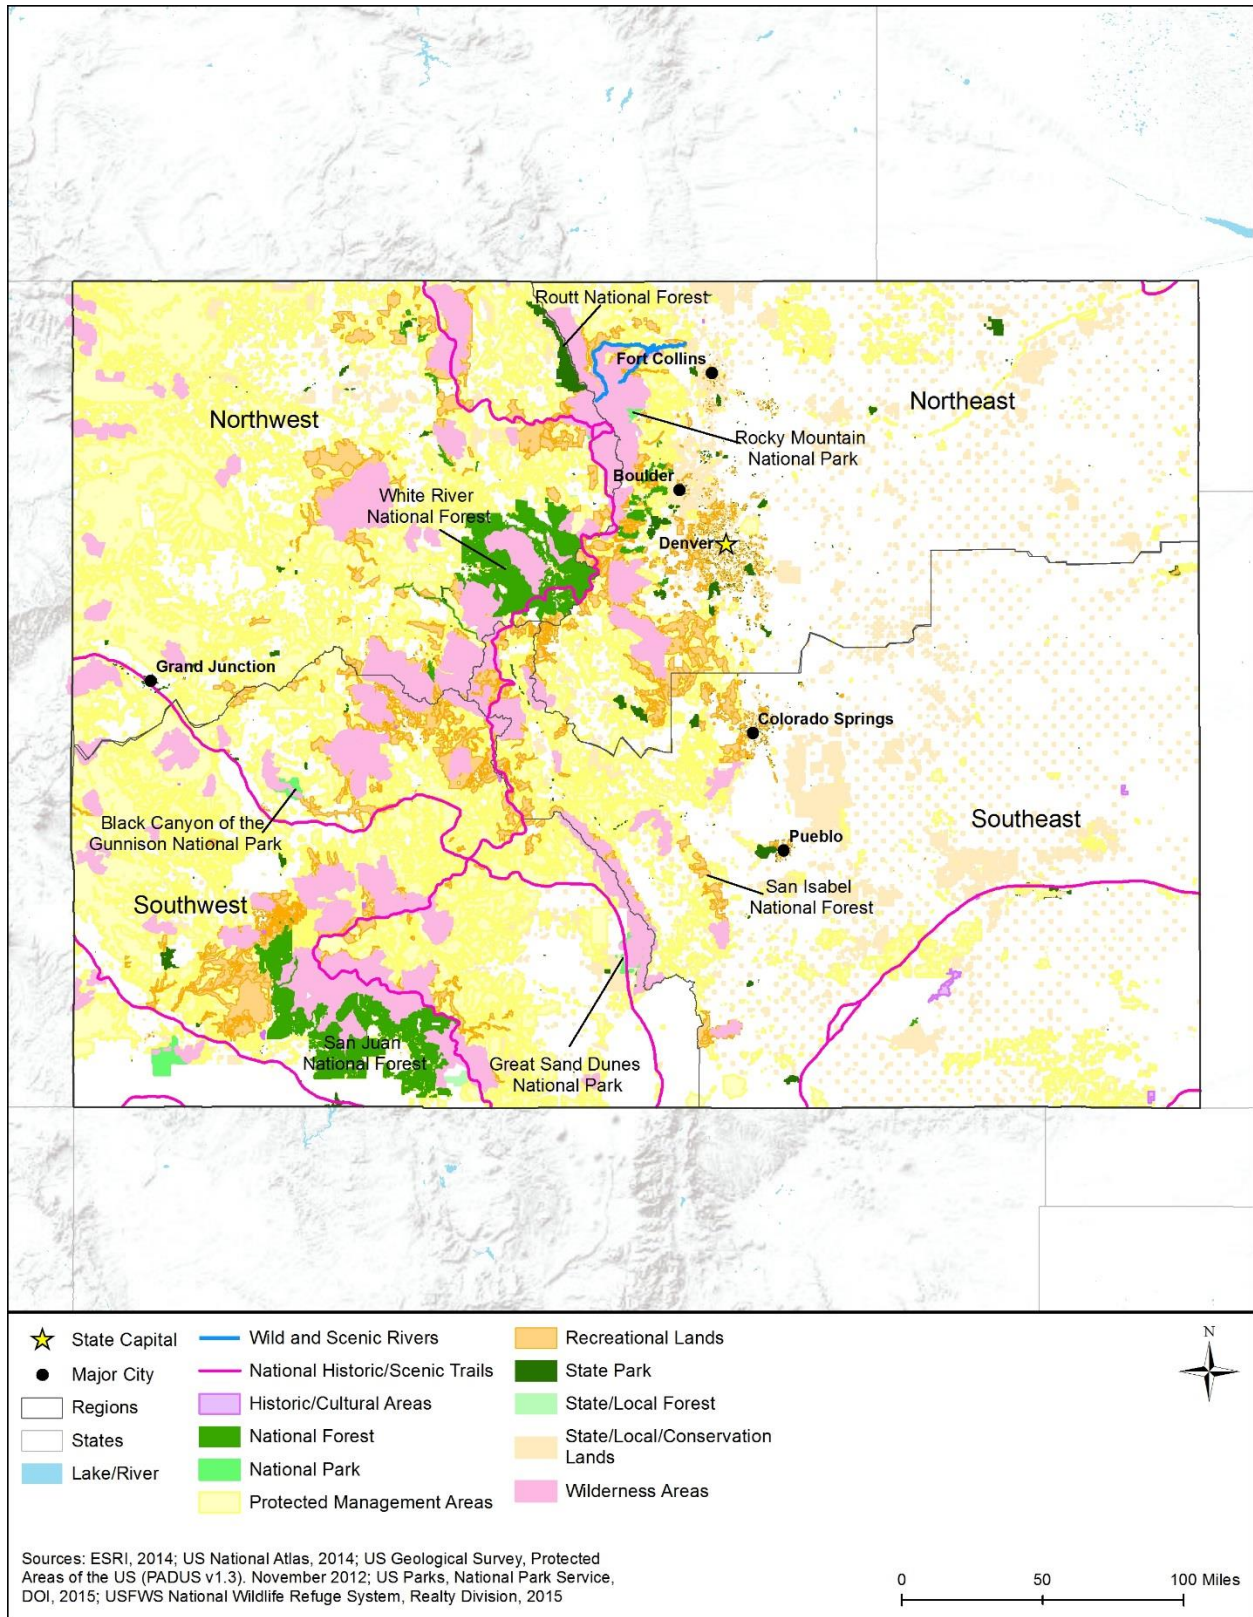 Routt National Forest
Fort Collins
Northwest
Northeast
Rocky Mountain
National Park
Boulder
White River
National Forest
Denver
Grand Junction
Colorado Springs
Black Canyon of the
Gunnison National Park
Pueblo
Southeast
San Isabel
National Forest
Southwest
San Juan
National Forest
Great Sand Dunes
National Park
State Capital
Major City
Regions
States
Lake/River
Wild and Scenic Rivers
National Historic/Scenic Trails
Historic/Cultural Areas
National Forest
National Park
Protected Management Areas
Recreational Lands
State Park
State/Local Forest
State/Local/Conservation
Lands
Wilderness Areas
N
Sources: ESRI, 2014; US National Atlas, 2014; US Geological Survey, Protected
Areas of the US (PADUS v1.3). November 2012; US Parks, National Park Service,
DOI, 2015; USFWS National Wildlife Refuge System, Realty Division, 2015
0 50 100 Miles